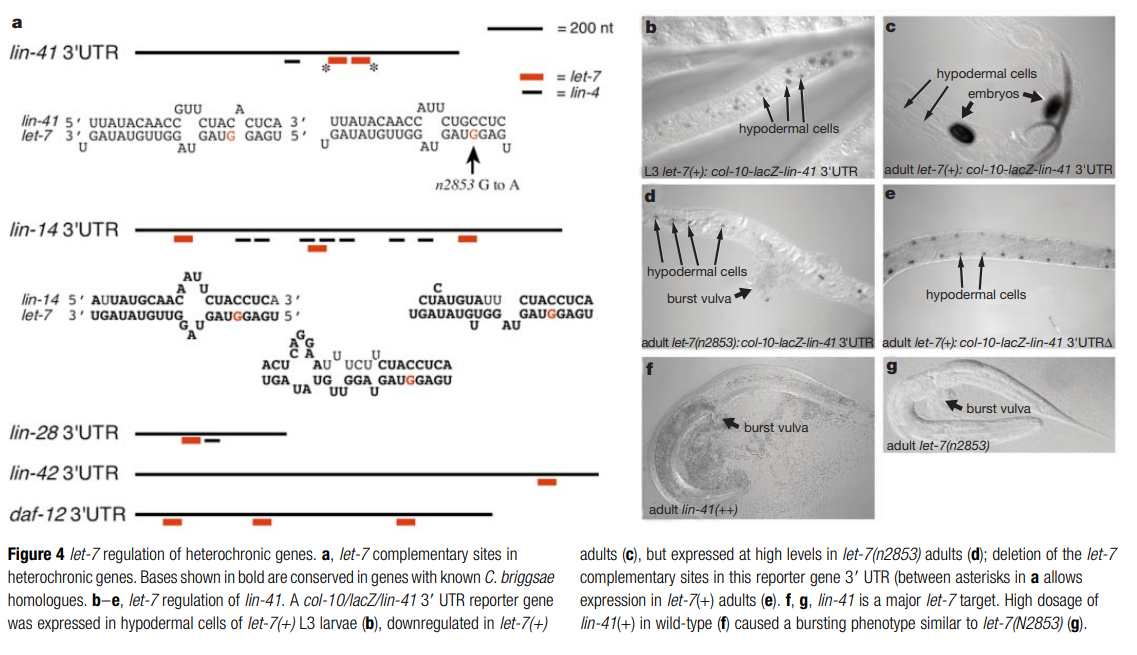 a
lin-41 3'UTR
= 200 nt
= let-7
= lin-4
* *
GUU A AUU
lin-41 5' UUAUACAACC CUAC CUCA 3' UUAUACAACC CUGCCUC
let-7 3' GAUAUGUUGG GAUG GAGU 5' GAUAUGUUGG GAUGGAG
U AU U AU U
n2853 G to A
lin-14 3'UTR
AU
A U C
lin-14 5' AUUAUGCAAC CUACCUCA 3' CUAUGUAUU CUACCUCA
let-7 3' UGAUAUGUUG GAUGGAGU 5' UGAUAUGUUGG GAUGGAGU
G U U AU
A
G
A G
C A U U
ACU AU UCU CUACCUCA
UGA UG GGA GAUGGAGU
UA UU U
lin-28 3'UTR
lin-42 3'UTR
daf-12 3'UTR
b
hypodermal cells
L3 let-7(+): col-10-lacZ-lin-41 3'UTR
c
hypodermal cells
embryos
adult let-7(+): col-10-lacZ-lin-41 3'UTR
d
hypodermal cells
burst vulva
adult let-7(n2853): col-10-lacZ-lin-41 3'UTR
e
hypodermal cells
adult let-7(+): col-10-lacZ-lin-41 3'UTRΔ
f
burst vulva
adult lin-41(++)
g
burst vulva
adult let-7(n2853)
Figure 4 let-7 regulation of heterochronic genes. a, let-7 complementary sites in
heterochronic genes. Bases shown in bold are conserved in genes with known C. briggsae
homologues. b–e, let-7 regulation of lin-41. A col-10/lacZ/lin-41 3′ UTR reporter gene
was expressed in hypodermal cells of let-7(+) L3 larvae (b), downregulated in let-7(+)
adults (c), but expressed at high levels in let-7(n2853) adults (d); deletion of the let-7
complementary sites in this reporter gene 3′ UTR (between asterisks in a allows
expression in let-7(+) adults (e). f, g, lin-41 is a major let-7 target. High dosage of
lin-41(+) in wild-type (f) caused a bursting phenotype similar to let-7(N2853) (g).